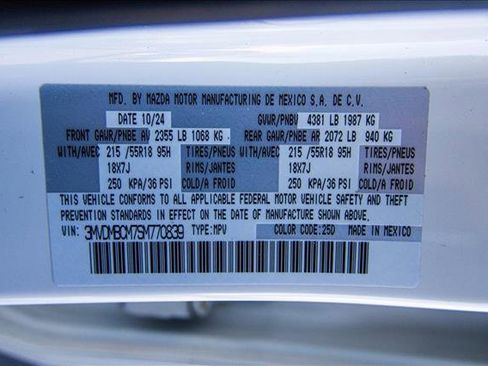 MFD. BY MAZDA MOTOR MANUFACTURING DE MEXICO S.A. DE C.V.
DATE 10/24 GVWR/PNBV 4381 LB 1987 KG
FRONT GAWR/PNBE AV 2355 LB 1068 KG REAR GAWR/PNBE AR 2072 LB 940 KG
WITH/AVEC 215 /55R18 95H TIRES/PNEUS WITH/AVEC 215 /55R18 95H TIRES/PNEUS
18X7J RIMS/JANTES 18X7J RIMS/JANTES
250 KPA/36 PSI COLD/A FROID 250 KPA/36 PSI COLD/A FROID
THIS VEHICLE CONFORMS TO ALL APPLICABLE FEDERAL MOTOR VEHICLE SAFETY AND THEFT
PREVENTION STANDARDS IN EFFECT ON THE DATE OF MANUFACTURE SHOWN ABOVE.
VIN: 3MVDMBCM7SM770839 TYPE:MPV COLOR CODE:25D MADE IN MEXICO